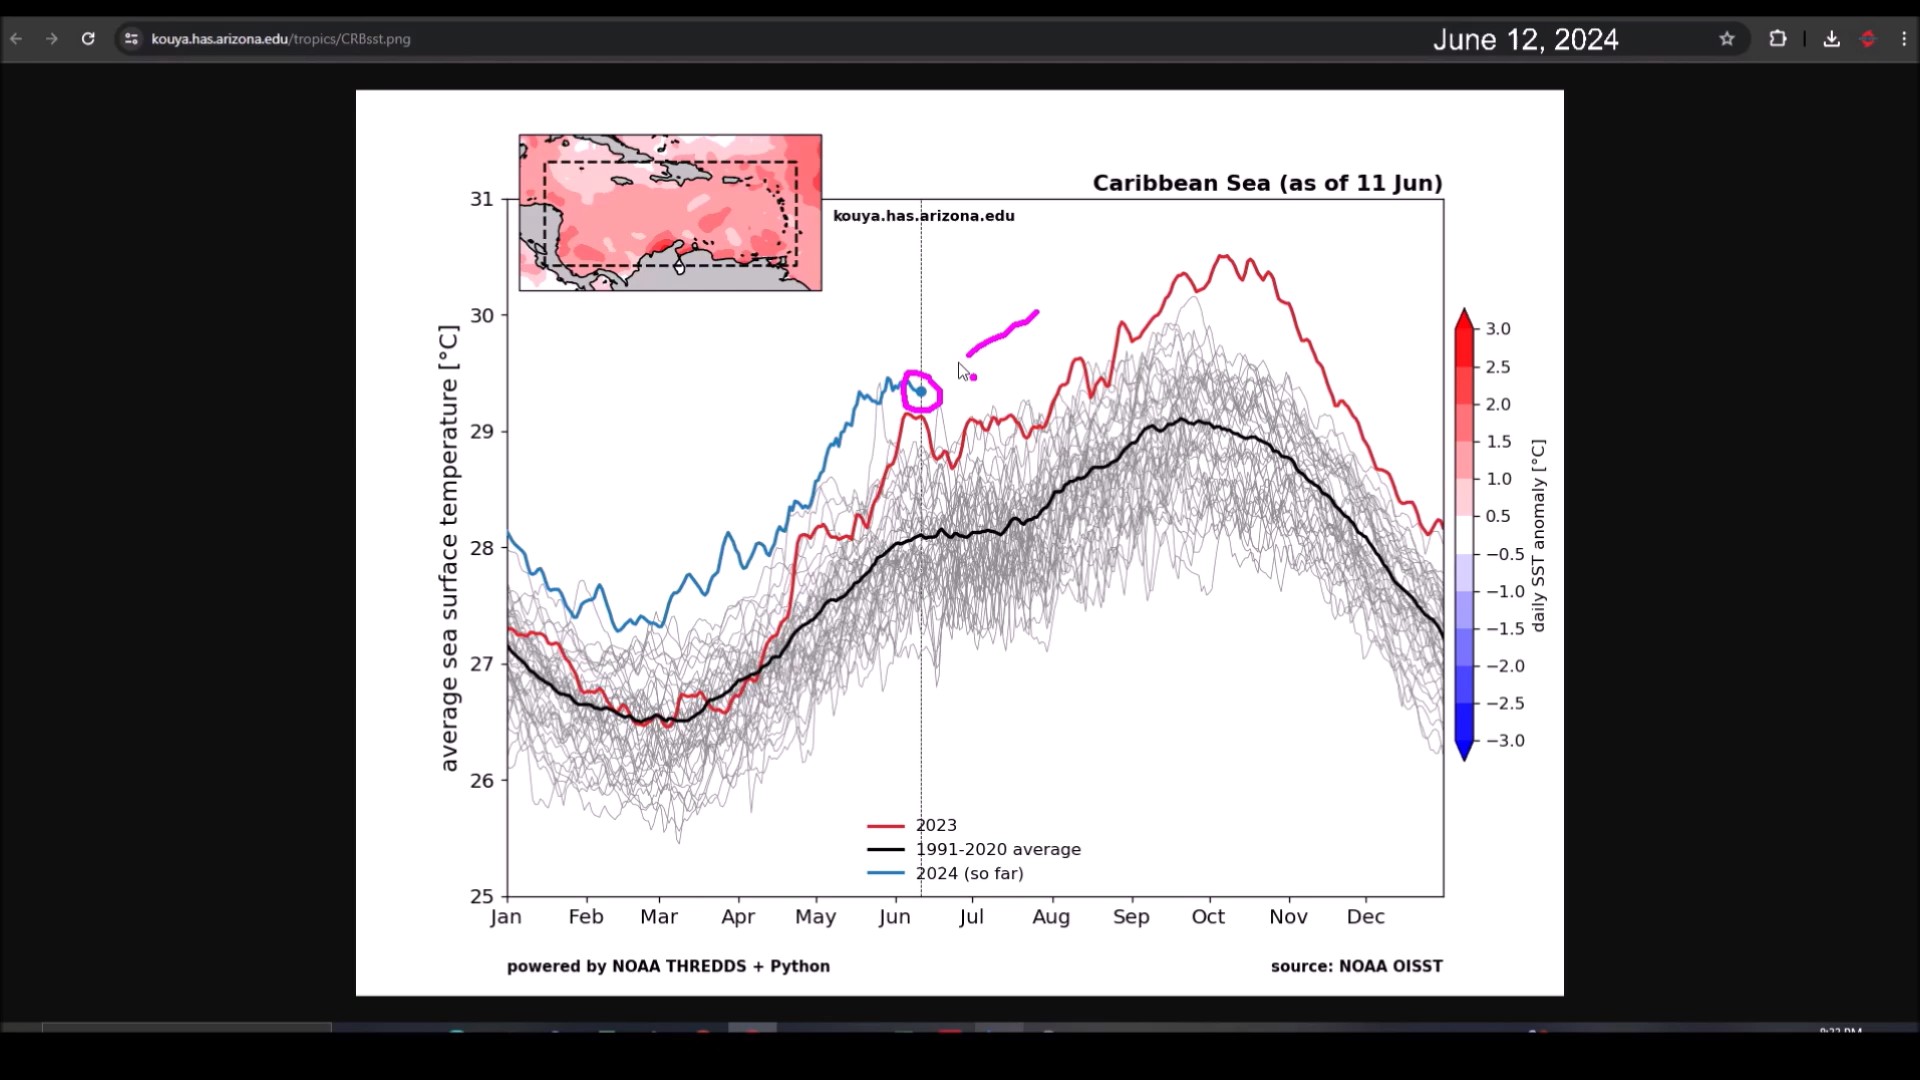 kouya.has.arizona.edu/tropics/CRBsst.png
June 12, 2024
Caribbean Sea (as of 11 Jun)
kouya.has.arizona.edu
average sea surface temperature [°C]
31
30
29
28
27
26
25
Jan Feb Mar Apr May Jun Jul Aug Sep Oct Nov Dec
2023
1991-2020 average
2024 (so far)
3.0
2.5
2.0
1.5
1.0
0.5
−0.5
−1.0
−1.5
−2.0
−2.5
−3.0
daily SST anomaly [°C]
powered by NOAA THREDDS + Python
source: NOAA OISST